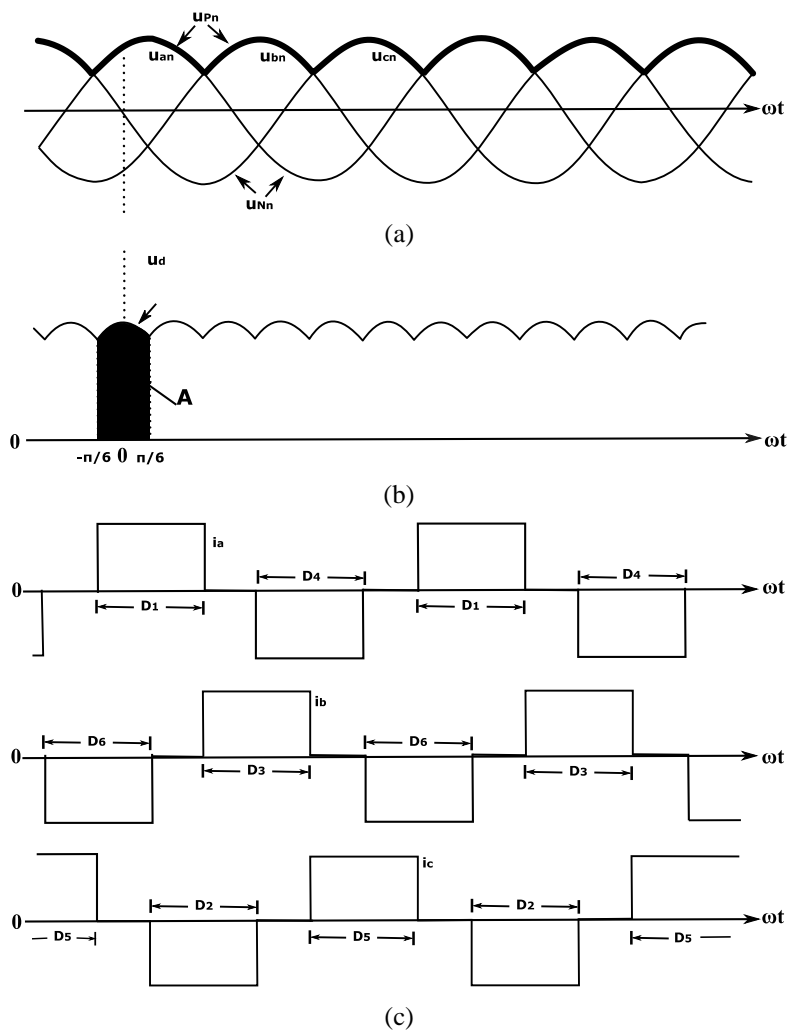 uPn
uan
ubn
ucn
ωt
uNn
(a)
ud
A
0
ωt
-π/6 0 π/6
(b)
ia
D4
D4
0
ωt
D1
D1
ib
D6
D6
0
ωt
D3
D3
ic
D2
D2
0
ωt
D5
D5
D5
(c)